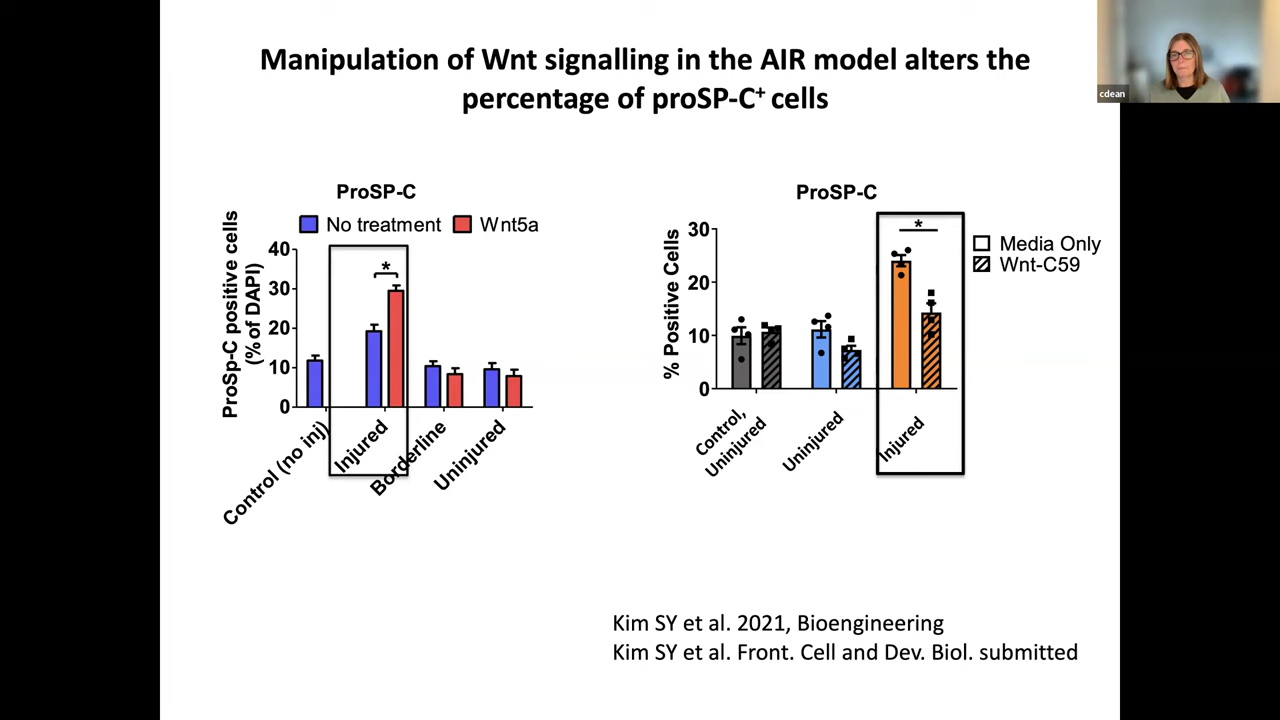 Manipulation of Wnt signalling in the AIR model alters the
percentage of proSP-C⁺ cells
cdean
ProSP-C
No treatment
Wnt5a
ProSp-C positive cells
(% of DAPI)
40
30
20
10
0
*
Control (no inj)
Injured
Borderline
Uninjured
ProSP-C
% Positive Cells
30
20
10
0
*
Media Only
Wnt-C59
Control,
Uninjured
Uninjured
Injured
Kim SY et al. 2021, Bioengineering
Kim SY et al. Front. Cell and Dev. Biol. submitted